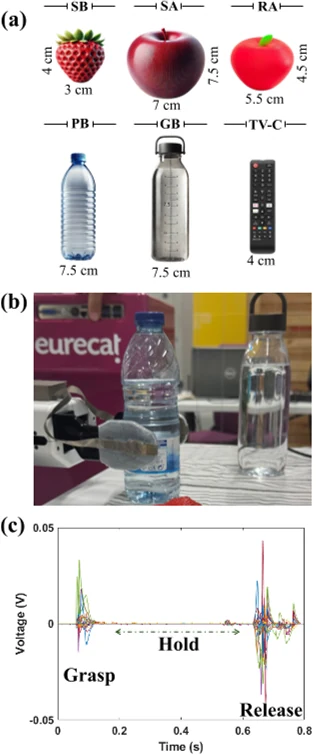 (a)
SB SA RA
4 cm
3 cm
7.5 cm
7 cm
4.5 cm
5.5 cm
PB GB TV-C
7.5 cm 7.5 cm 4 cm
(b)
eurecat
(c)
0.05
0
-0.05
Voltage (V)
Grasp
Hold
Release
0 0.2 0.4 0.6 0.8
Time (s)